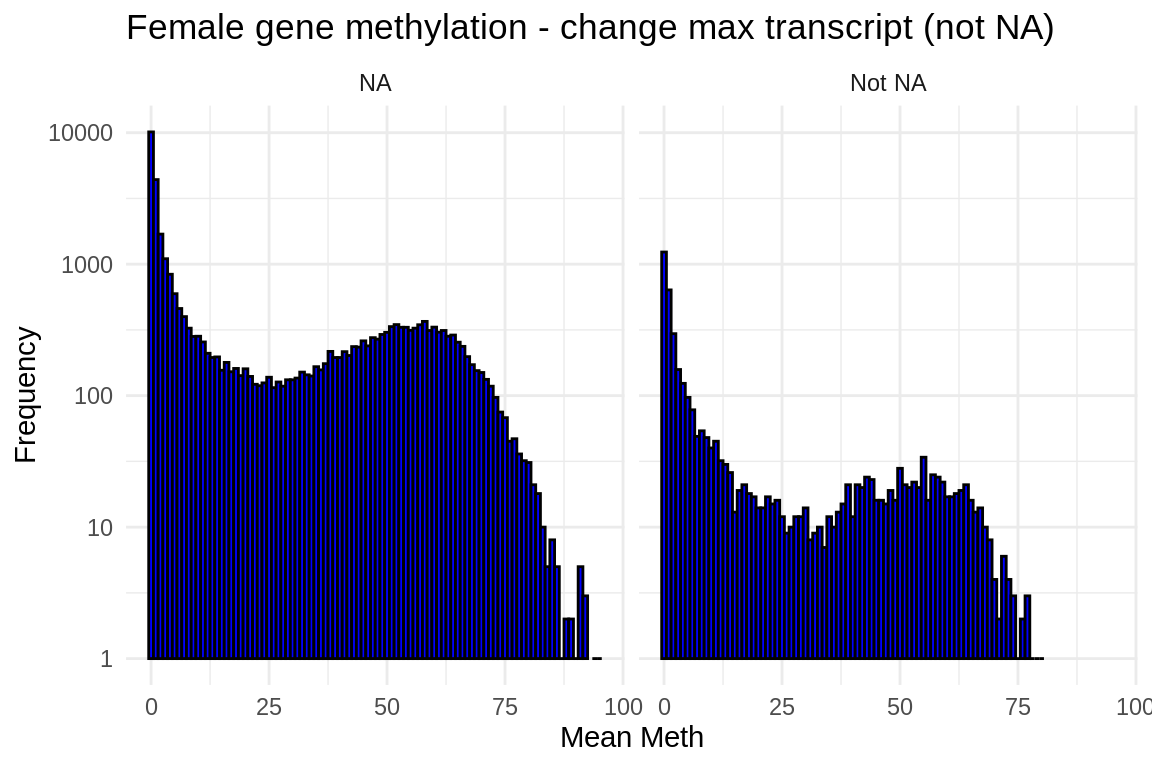 Female gene methylation - change max transcript (not NA)
NA
Not NA
10000
1000
100
10
1
Frequency
0 25 50 75 100 0 25 50 75 100
Mean Meth